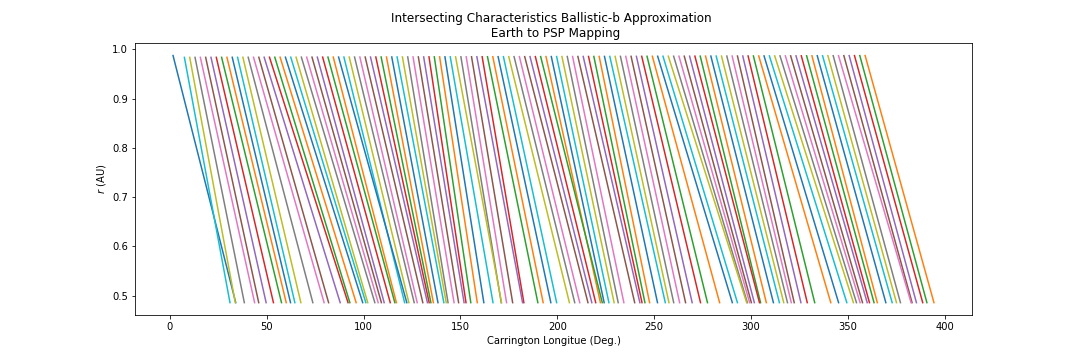 Intersecting Characteristics Ballistic-b Approximation
Earth to PSP Mapping
1.0
0.9
0.8
0.7
0.6
0.5
r (AU)
0 50 100 150 200 250 300 350 400
Carrington Longitue (Deg.)